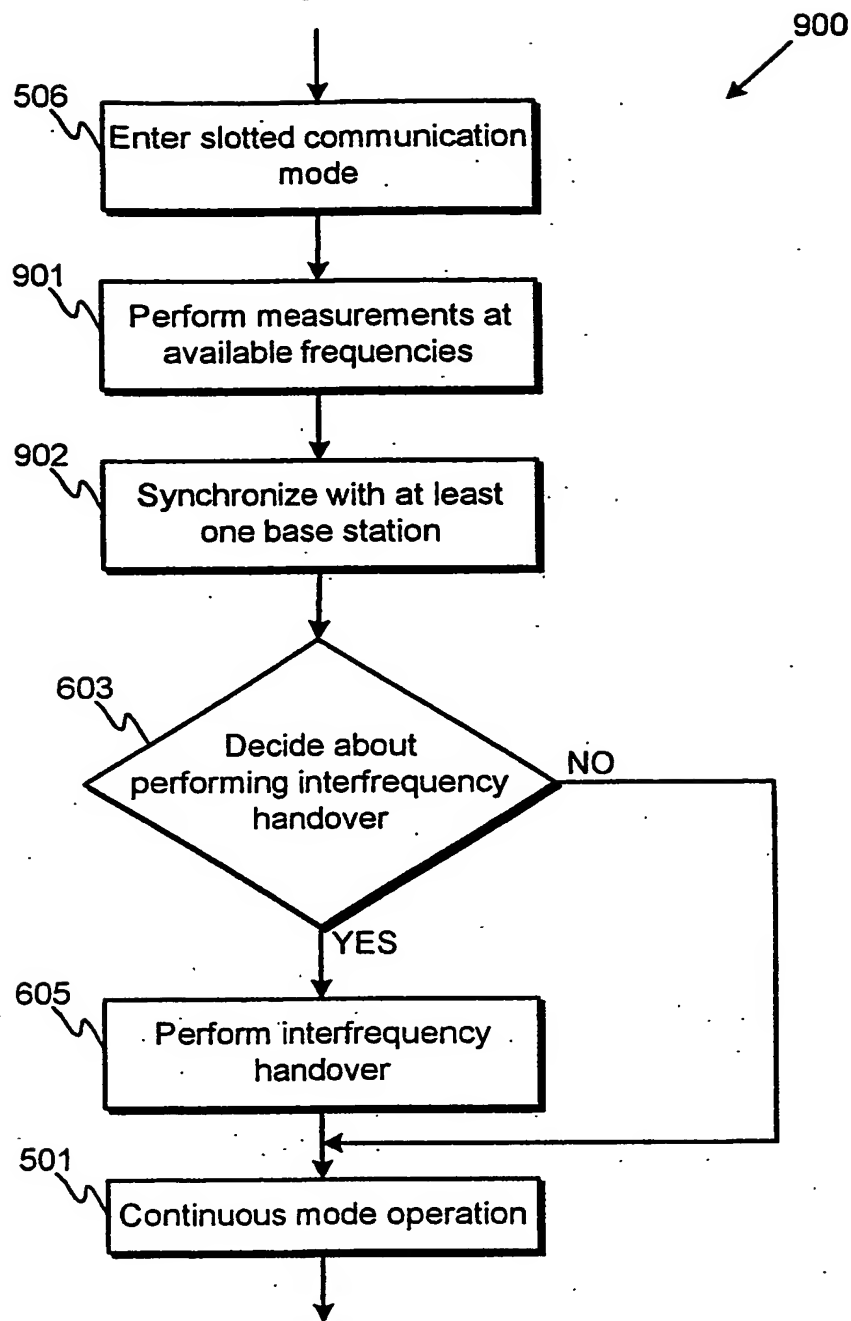 900
506
Enter slotted communication
mode
901
Perform measurements at
available frequencies
902
Synchronize with at least
one base station
603
Decide about
performing interfrequency
handover
NO
YES
605
Perform interfrequency
handover
501
Continuous mode operation